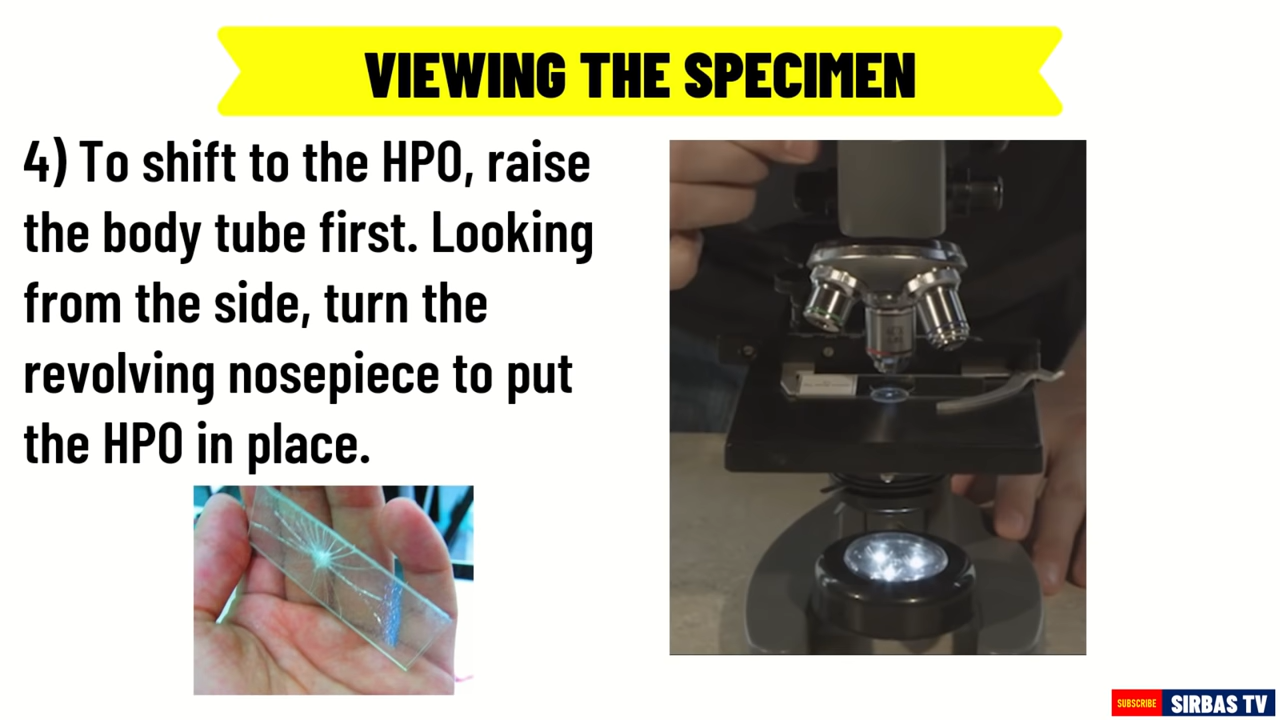 VIEWING THE SPECIMEN
4) To shift to the HPO, raise
the body tube first. Looking
from the side, turn the
revolving nosepiece to put
the HPO in place.
SUBSCRIBE SIRBAS TV